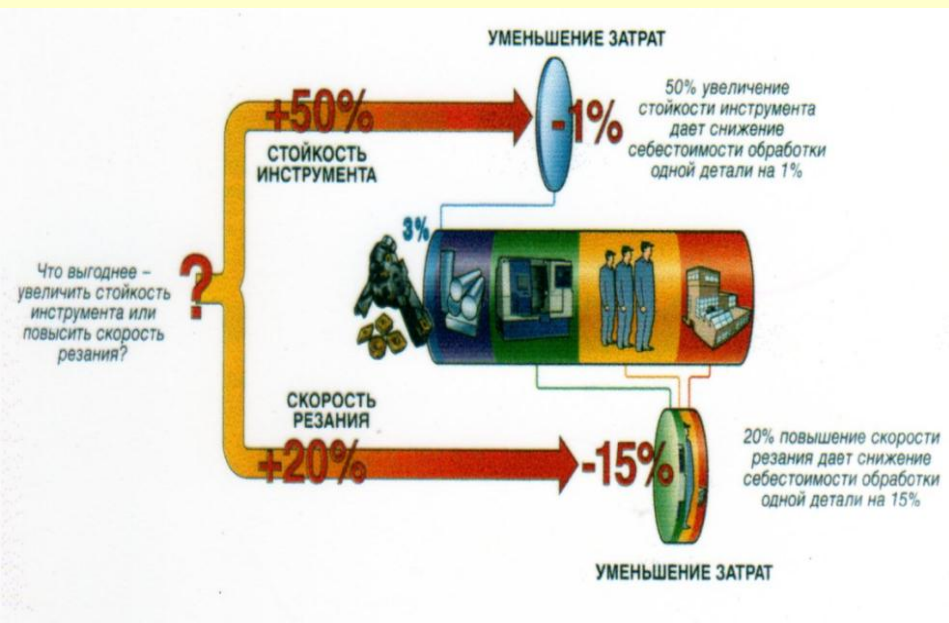 УМЕНЬШЕНИЕ ЗАТРАТ
+50%
-1%
50% увеличение
стойкости инструмента
дает снижение
себестоимости обработки
одной детали на 1%
СТОЙКОСТЬ
ИНСТРУМЕНТА
3%
Что выгоднее –
увеличить стойкость
инструмента или
повысить скорость
резания?
?
СКОРОСТЬ
РЕЗАНИЯ
+20%
-15%
20% повышение скорости
резания дает снижение
себестоимости обработки
одной детали на 15%
УМЕНЬШЕНИЕ ЗАТРАТ